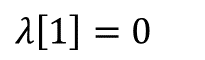 λ[1] = 0